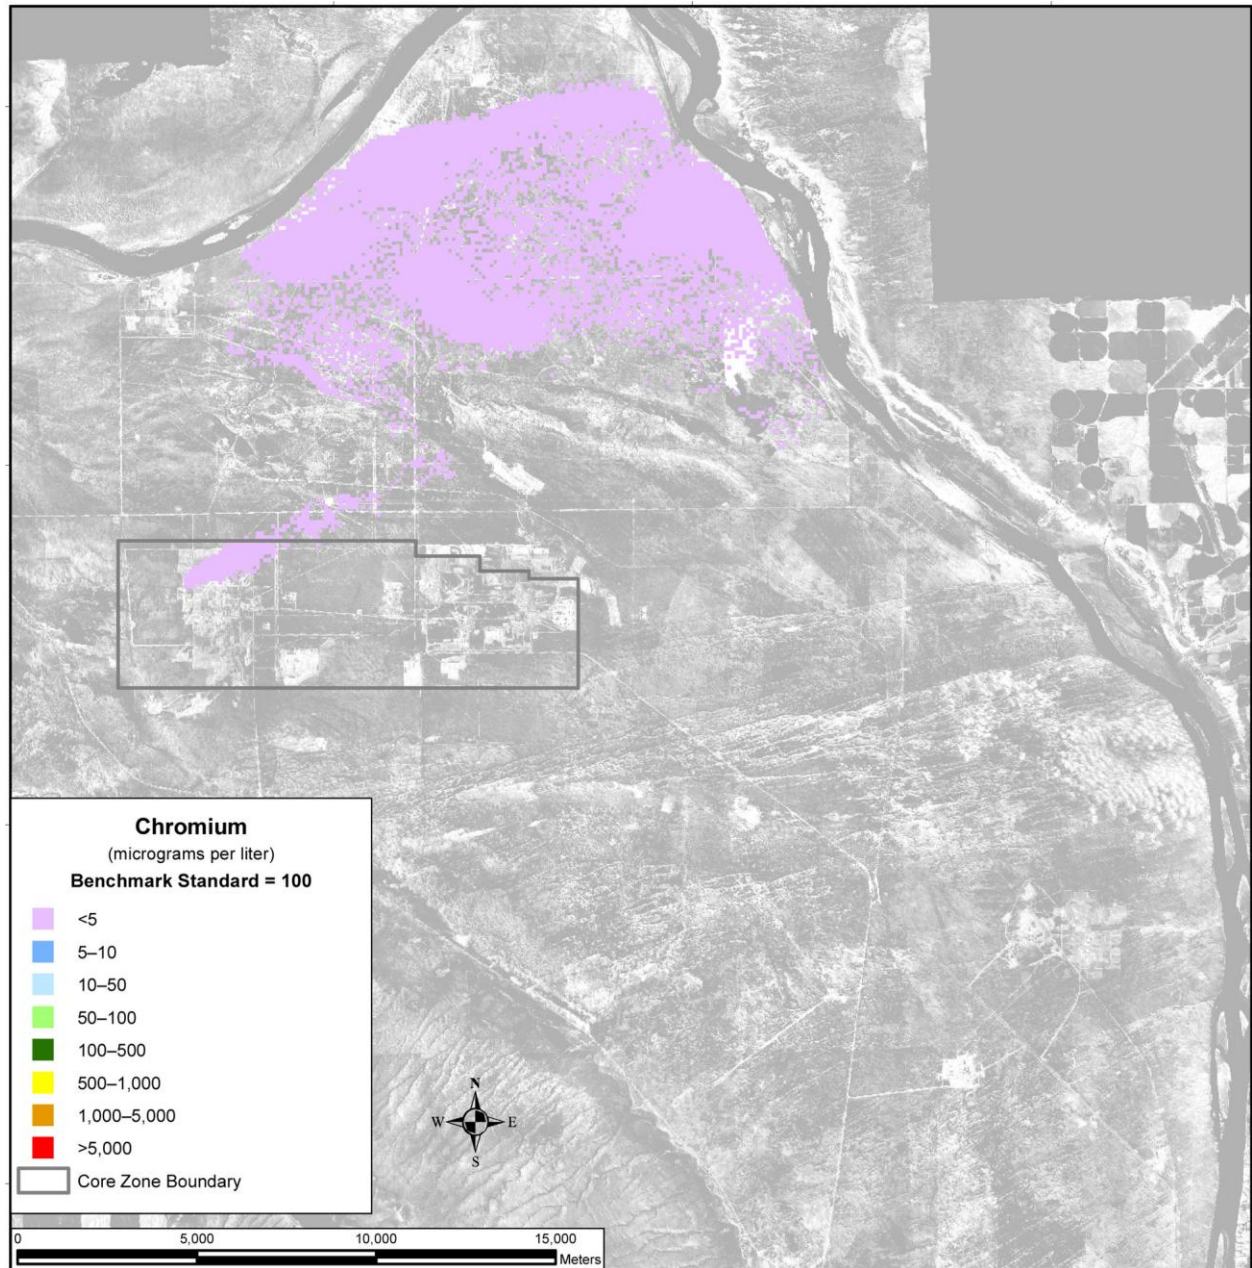 Chromium
(micrograms per liter)
Benchmark Standard = 100
<5
5–10
10–50
50–100
100–500
500–1,000
1,000–5,000
>5,000
Core Zone Boundary
N
W E
S
0 5,000 10,000 15,000
Meters